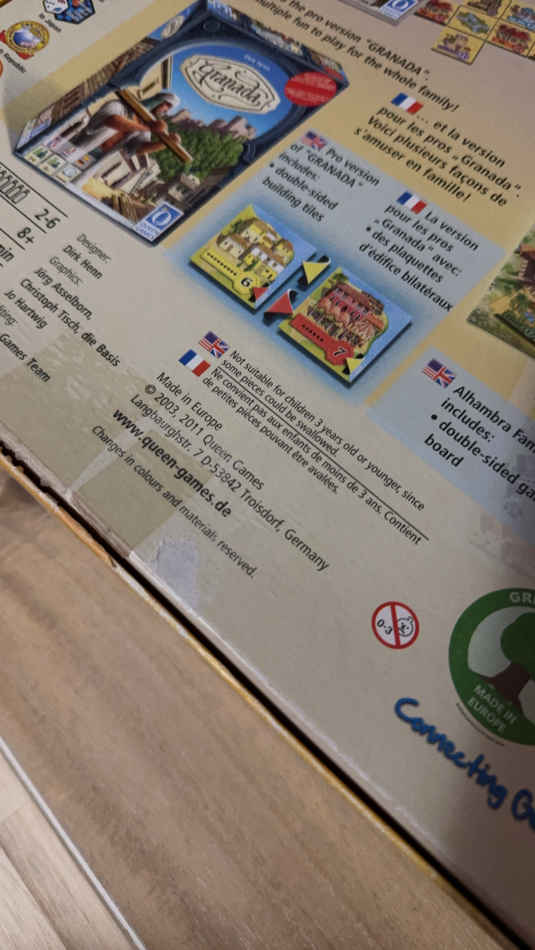 the pro version "GRANADA".
multiple fun to play for the whole family!
... et la version
pour les pros „Granada".
Voici plusieurs façons de
s'amuser en famille!
Granada
QUEEN GAMES
Pro version
of "GRANADA"
includes:
• double-sided
building tiles
La version
pour les pros
„Granada" avec:
• des plaquettes
d'édifice bilatéraux
6
7
2-6
8+
min
Designer:
Dirk Henn
Graphics:
Jörg Asselborn,
Christoph Tisch, die Basis
Jo Hartwig
Games Team
Not suitable for children 3 years old or younger, since
some pieces could be swallowed.
Ne convient pas aux enfants de moins de 3 ans. Contient
de petites pièces pouvant être avalées.
Made in Europe
© 2003, 2011 Queen Games
Langbaurghstr. 7 D-53842 Troisdorf, Germany
www.queen-games.de
Changes in colours and materials reserved.
Alhambra Fam
includes:
• double-sided ga
board
0-3
GR
MADE IN
EUROPE
Connecting G